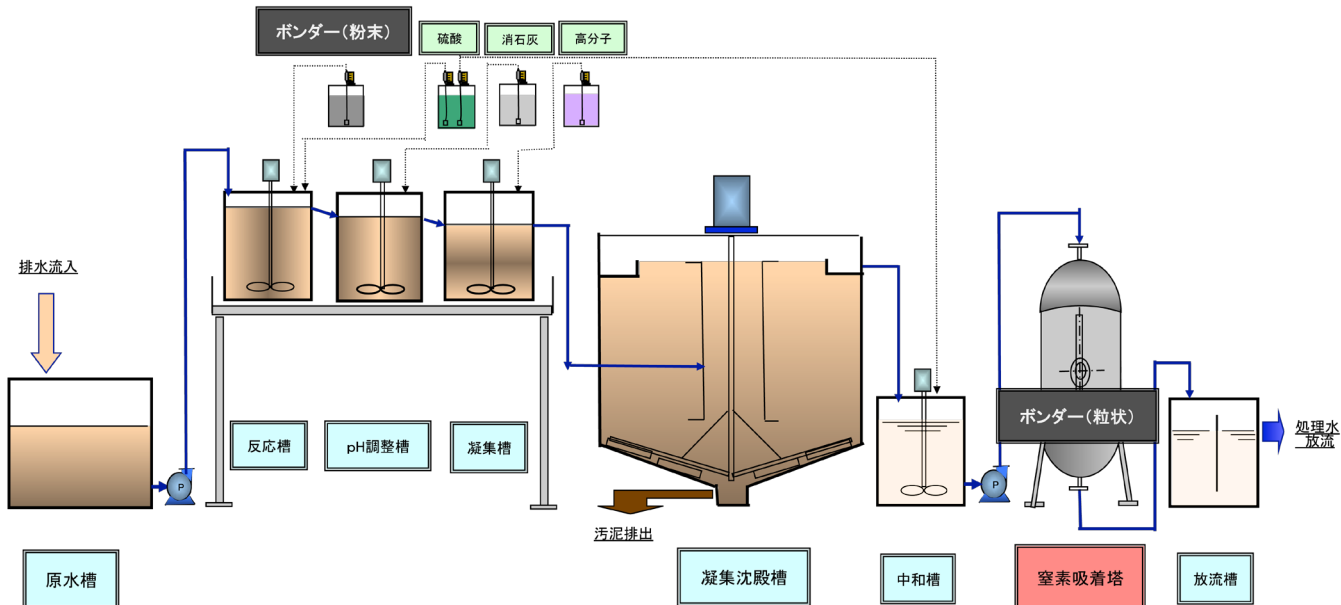 ボンダー(粉末)
硫酸
消石灰
高分子
排水流入
反応槽
pH調整槽
凝集槽
P
P
ボンダー(粒状)
処理水
放流
汚泥排出
原水槽
凝集沈殿槽
中和槽
窒素吸着塔
放流槽